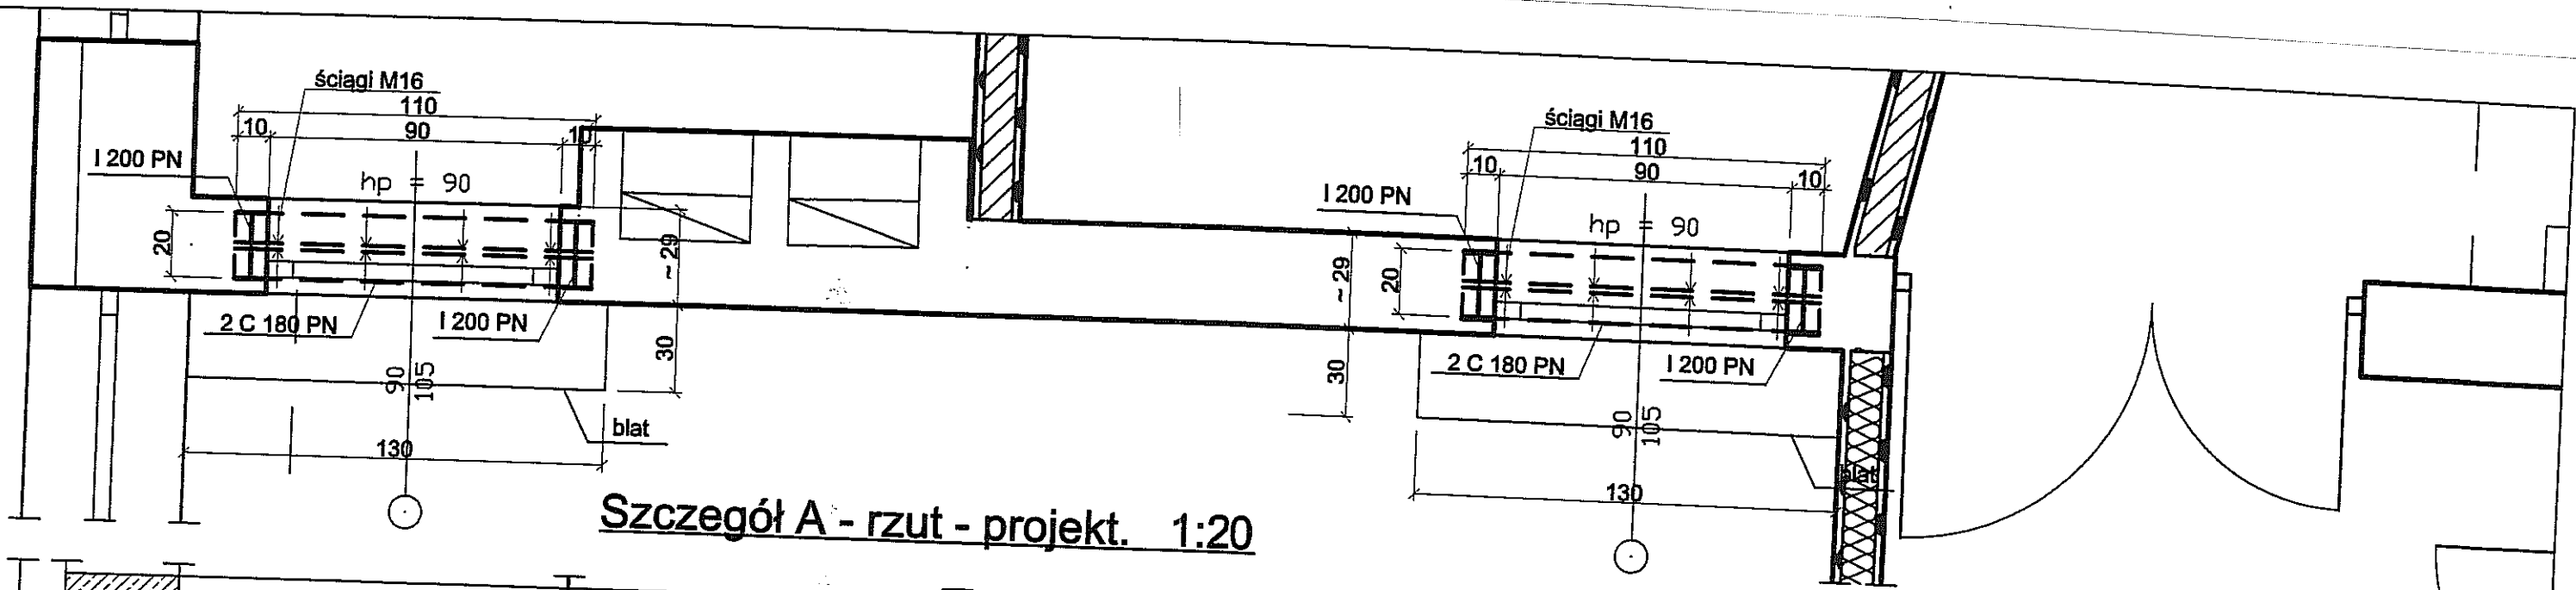 ściągi M16
110
10
90
10
I 200 PN
hp = 90
20
~ 29
2 C 180 PN
I 200 PN
30
90
105
blat
130
ściągi M16
110
10
90
10
I 200 PN
hp = 90
~ 29
20
2 C 180 PN
I 200 PN
30
90
105
blat
130
Szczegół A - rzut - projekt. 1:20